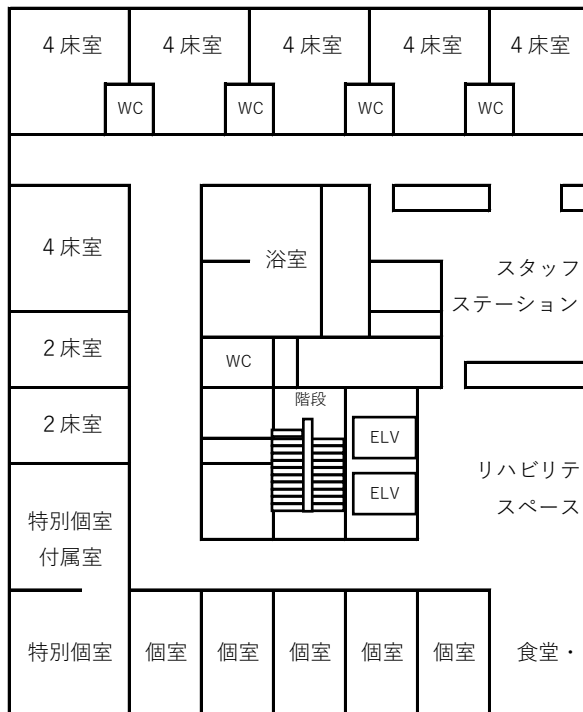 4床室 4床室 4床室 4床室 4床室
WC WC WC WC
4床室
浴室
スタッフ
ステーション
2床室
WC
階段
2床室
ELV
リハビリテ
スペース
ELV
特別個室
付属室
特別個室 個室 個室 個室 個室 個室 食堂・